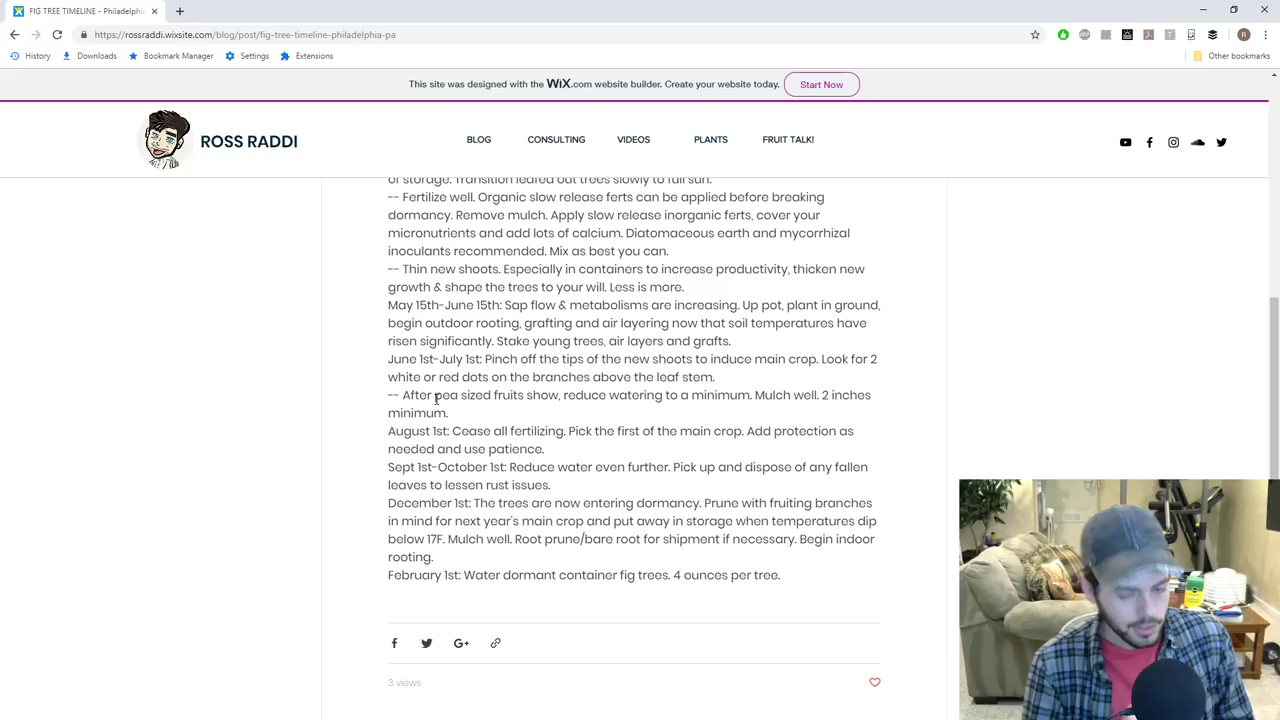 FIG TREE TIMELINE - Philadelphi
https://rossraddi.wixsite.com/blog/post/fig-tree-timeline-philadelphia-pa
History Downloads Bookmark Manager Settings Extensions Other bookmarks
This site was designed with the WiX.com website builder. Create your website today. Start Now
ROSS RADDI BLOG CONSULTING VIDEOS PLANTS FRUIT TALK!
of storage. Transition leafed out trees slowly to full sun.
-- Fertilize well. Organic slow release ferts can be applied before breaking
dormancy. Remove mulch. Apply slow release inorganic ferts, cover your
micronutrients and add lots of calcium. Diatomaceous earth and mycorrhizal
inoculants recommended. Mix as best you can.
-- Thin new shoots. Especially in containers to increase productivity, thicken new
growth & shape the trees to your will. Less is more.
May 15th-June 15th: Sap flow & metabolisms are increasing. Up pot, plant in ground,
begin outdoor rooting, grafting and air layering now that soil temperatures have
risen significantly. Stake young trees, air layers and grafts.
June 1st-July 1st: Pinch off the tips of the new shoots to induce main crop. Look for 2
white or red dots on the branches above the leaf stem.
-- After pea sized fruits show, reduce watering to a minimum. Mulch well. 2 inches
minimum.
August 1st: Cease all fertilizing. Pick the first of the main crop. Add protection as
needed and use patience.
Sept 1st-October 1st: Reduce water even further. Pick up and dispose of any fallen
leaves to lessen rust issues.
December 1st: The trees are now entering dormancy. Prune with fruiting branches
in mind for next year's main crop and put away in storage when temperatures dip
below 17F. Mulch well. Root prune/bare root for shipment if necessary. Begin indoor
rooting.
February 1st: Water dormant container fig trees. 4 ounces per tree.
3 views